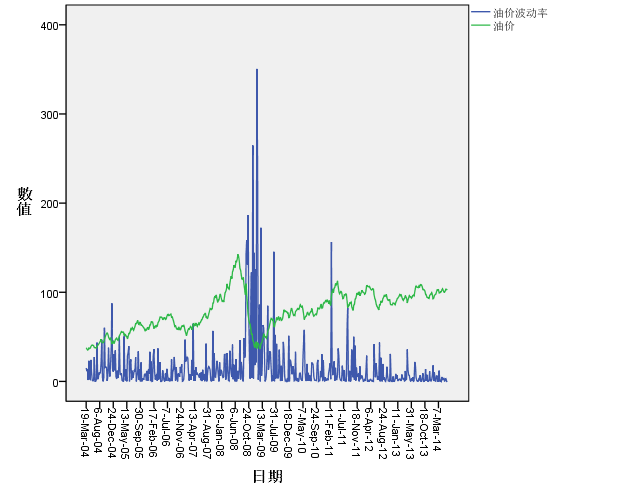 油价波动率
油价
400
300
200
100
0
數值
19-Mar-04
6-Aug-04
24-Dec-04
13-May-05
30-Sep-05
17-Feb-06
7-Jul-06
24-Nov-06
13-Apr-07
31-Aug-07
18-Jan-08
6-Jun-08
24-Oct-08
13-Mar-09
31-Jul-09
18-Dec-09
7-May-10
24-Sep-10
11-Feb-11
1-Jul-11
18-Nov-11
6-Apr-12
24-Aug-12
11-Jan-13
31-May-13
18-Oct-13
7-Mar-14
日期